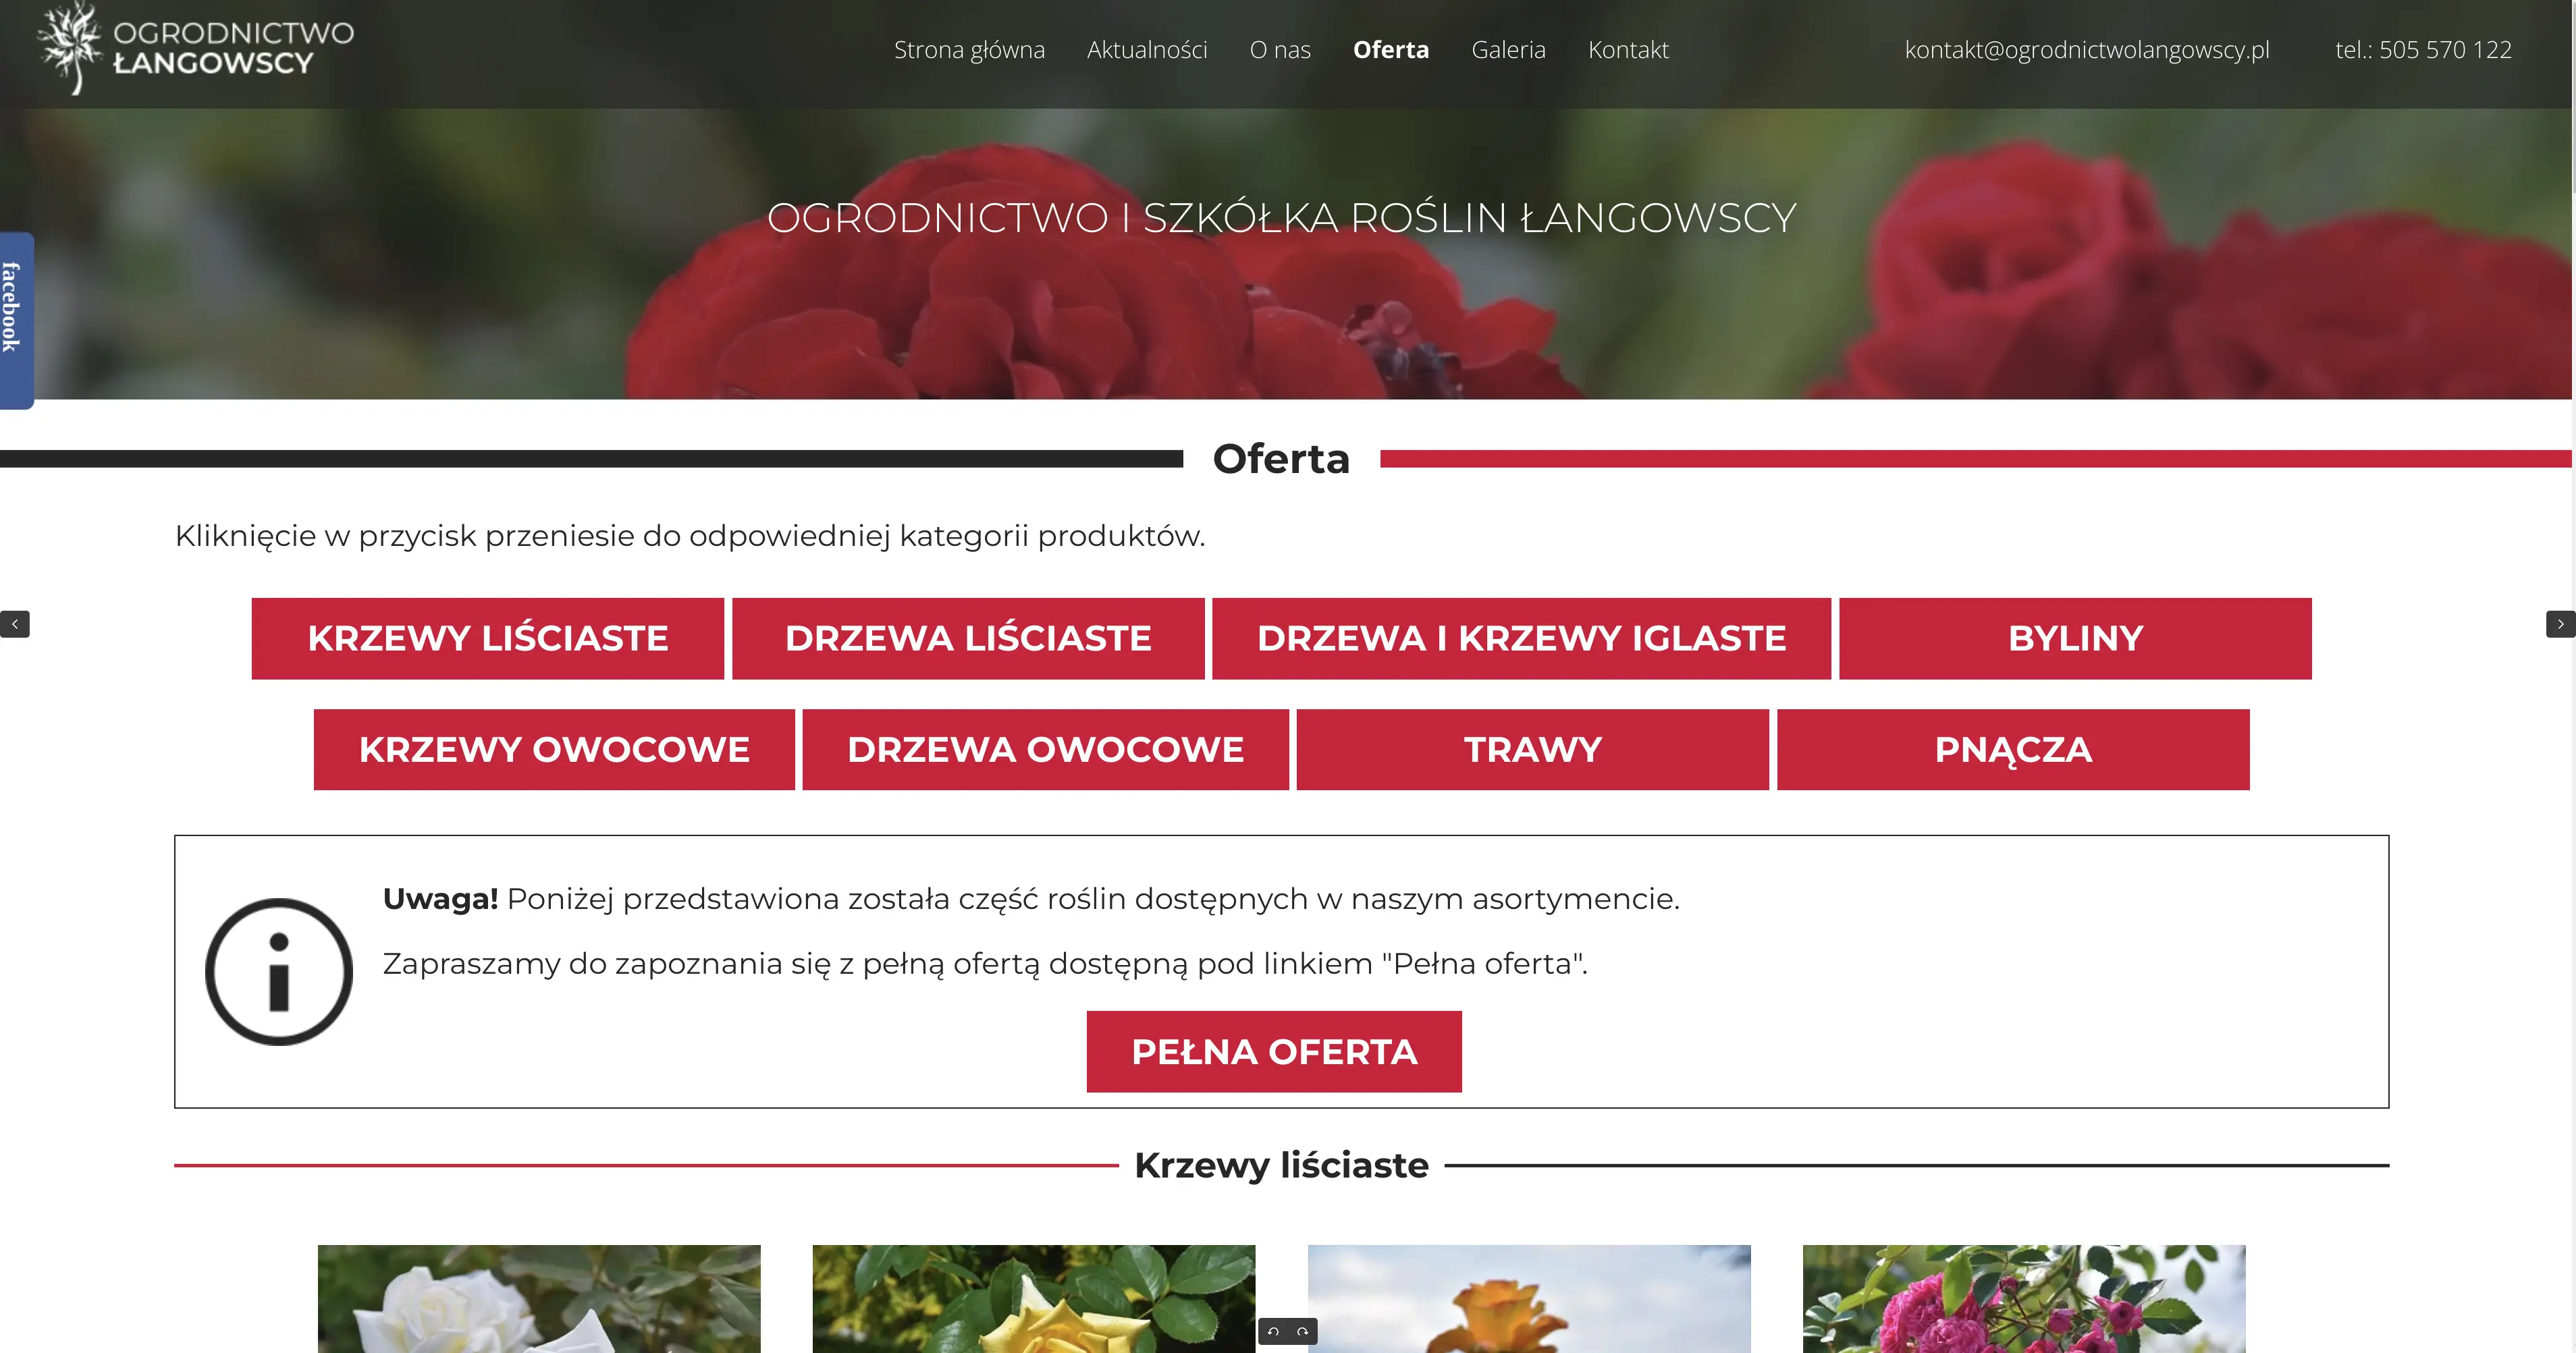 OGRODNICTWO
ŁANGOWSCY
Strona główna Aktualności O nas Oferta Galeria Kontakt kontakt@ogrodnictwolangowscy.pl tel.: 505 570 122
OGRODNICTWO I SZKÓŁKA ROŚLIN ŁANGOWSCY
facebook
Oferta
Kliknięcie w przycisk przeniesie do odpowiedniej kategorii produktów.
KRZEWY LIŚCIASTE DRZEWA LIŚCIASTE DRZEWA I KRZEWY IGLASTE BYLINY
KRZEWY OWOCOWE DRZEWA OWOCOWE TRAWY PNĄCZA
Uwaga! Poniżej przedstawiona została część roślin dostępnych w naszym asortymencie.
Zapraszamy do zapoznania się z pełną ofertą dostępną pod linkiem "Pełna oferta".
PEŁNA OFERTA
Krzewy liściaste